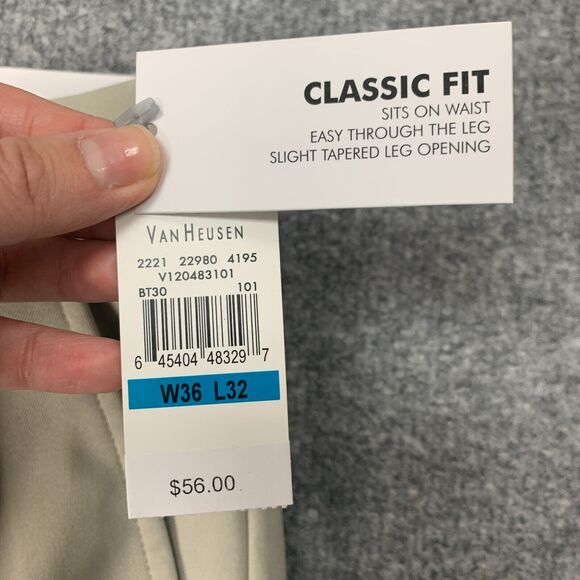 CLASSIC FIT
SITS ON WAIST
EASY THROUGH THE LEG
SLIGHT TAPERED LEG OPENING
VAN HEUSEN
2221 22980 4195
V120483101
BT30 101
6 45404 48329 7
W36 L32
$56.00